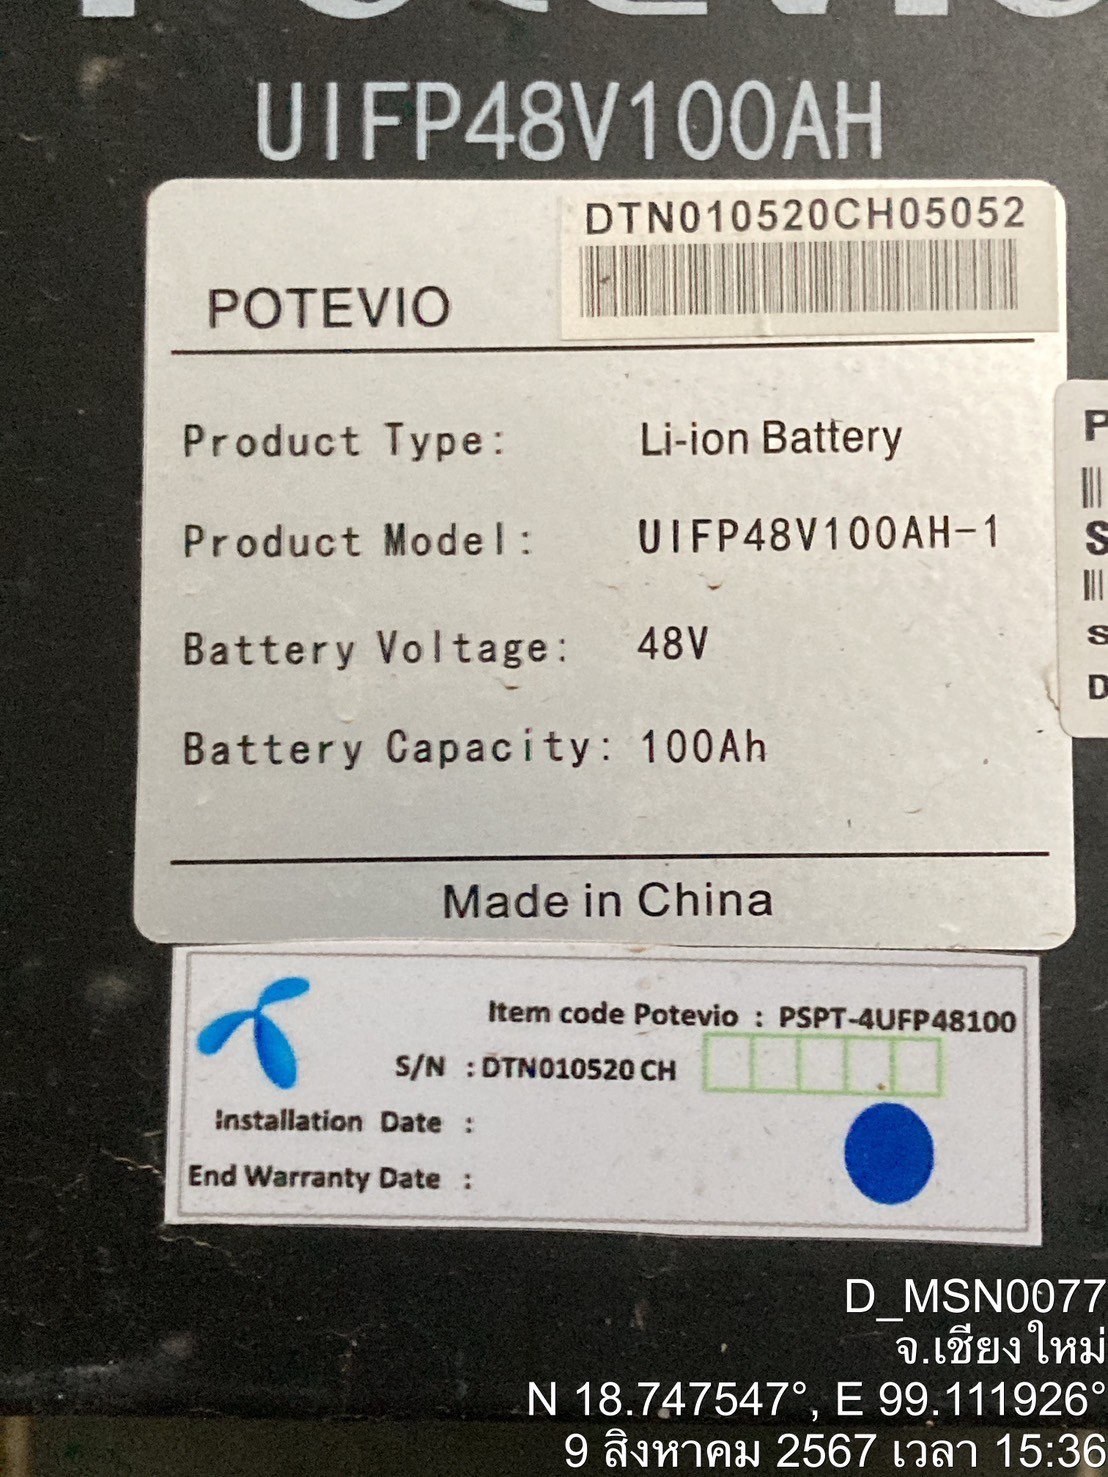 UIFP48V100AH
DTN010520CH05052
POTEVIO
Product Type: Li-ion Battery
Product Model: UIFP48V100AH-1
Battery Voltage: 48V
Battery Capacity: 100Ah
Made in China
Item code Potevio : PSPT-4UFP48100
S/N : DTN010520 CH
Installation Date :
End Warranty Date :
D_MSN0077
จ.เชียงใหม่
N 18.747547°, E 99.111926°
9 สิงหาคม 2567 เวลา 15:36